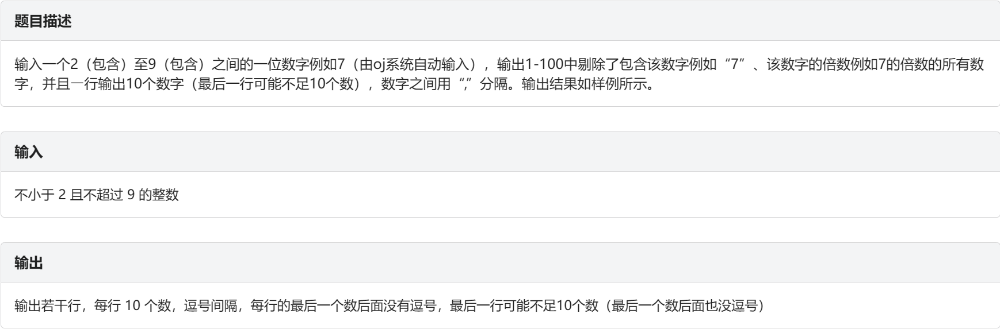 题目描述
输入一个2（包含）至9（包含）之间的一位数字例如7（由oj系统自动输入），输出1-100中剔除了包含该数字例如“7”、该数字的倍数例如7的倍数的所有数
字，并且一行输出10个数字（最后一行可能不足10个数），数字之间用“,”分隔。输出结果如样例所示。
输入
不小于 2 且不超过 9 的整数
输出
输出若干行，每行 10 个数，逗号间隔，每行的最后一个数后面没有逗号，最后一行可能不足10个数（最后一个数后面也没逗号）